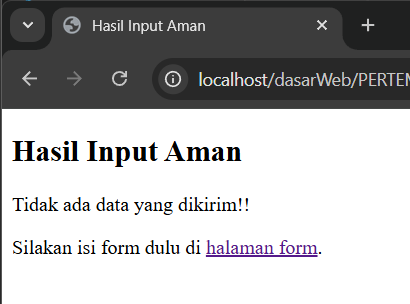 Hasil Input Aman
localhost/dasarWeb/PERTEM
Hasil Input Aman
Tidak ada data yang dikirim!!
Silakan isi form dulu di halaman form.